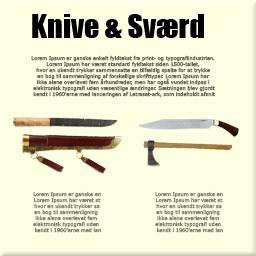 Knive & Sværd
Lorem Ipsum er ganske enkelt fyldtekst fra print- og typografiindustrien.
Lorem Ipsum har været standard fyldtekst siden 1500-tallet,
hvor en ukendt trykker sammensatte en tilfældig spalte for at trykke
en bog til sammenligning af forskellige skrifttyper. Lorem Ipsum har
ikke alene overlevet fem århundreder, men har også vundet indpas i
elektronisk typografi uden væsentlige ændringer. Sætningen blev gjordt
kendt i 1960'erne med lanceringen af Letraset-ark, som indeholdt afsnit
Lorem Ipsum er ganske en
Lorem Ipsum har været st
hvor en ukendt trykker sa
en bog til sammenligning
ikke alene overlevet fem
elektronisk typografi uden
kendt i 1960'erne med lan
Lorem Ipsum er ganske en
Lorem Ipsum har været st
hvor en ukendt trykker sa
en bog til sammenligning
ikke alene overlevet fem
elektronisk typografi uden
kendt i 1960'erne med lan